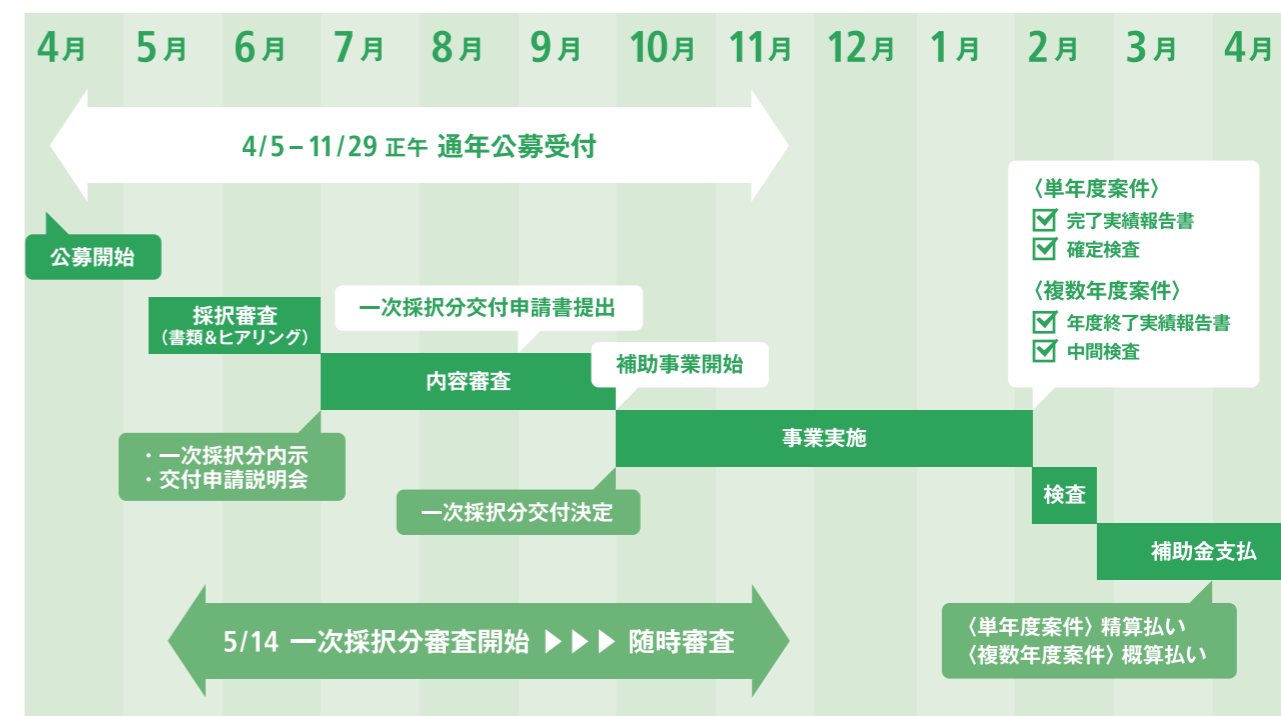 4月 5月 6月 7月 8月 9月 10月 11月 12月 1月 2月 3月 4月
4/5–11/29 正午 通年公募受付
公募開始
採択審査
（書類&ヒアリング）
一次採択分交付申請書提出
内容審査
補助事業開始
〈単年度案件〉
完了実績報告書
確定検査
〈複数年度案件〉
年度終了実績報告書
中間検査
・一次採択分内示
・交付申請説明会
事業実施
一次採択分交付決定
検査
補助金支払
5/14 一次採択分審査開始 ▶▶▶ 随時審査
〈単年度案件〉精算払い
〈複数年度案件〉概算払い